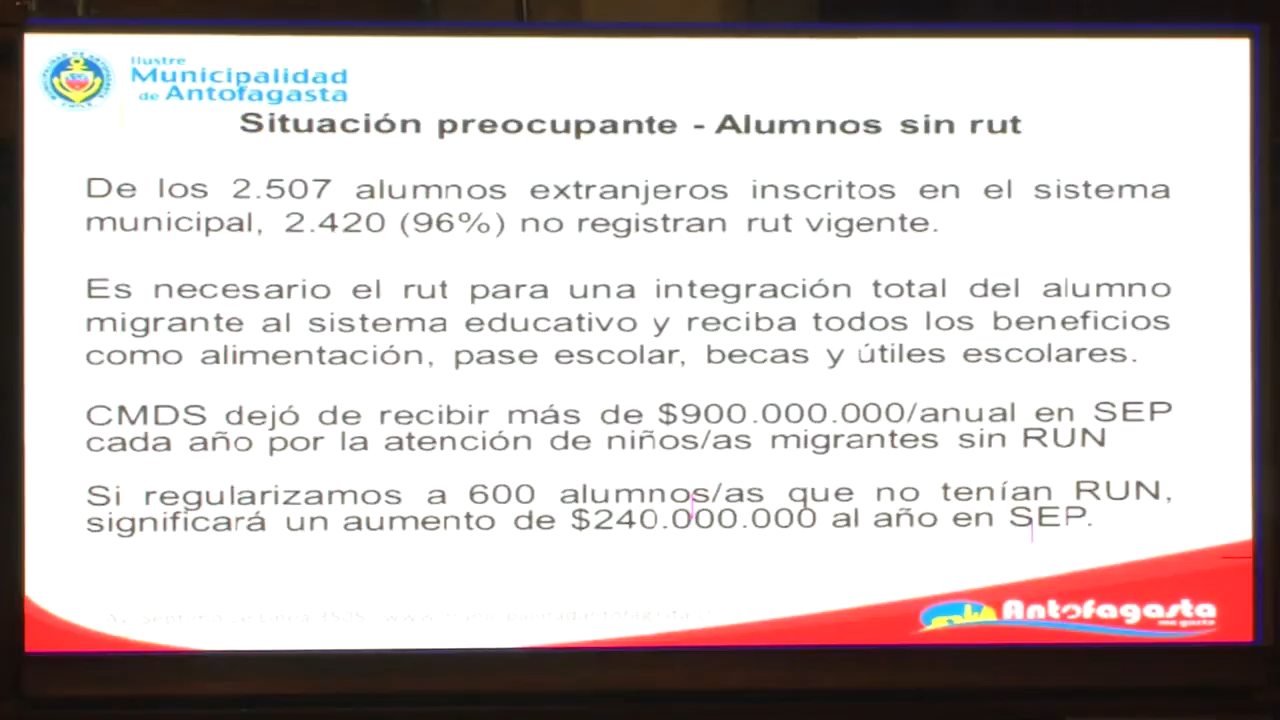 Ilustre
Municipalidad
de Antofagasta
Situación preocupante - Alumnos sin rut
De los 2.507 alumnos extranjeros inscritos en el sistema
municipal, 2.420 (96%) no registran rut vigente.
Es necesario el rut para una integración total del alumno
migrante al sistema educativo y reciba todos los beneficios
como alimentación, pase escolar, becas y útiles escolares.
CMDS dejó de recibir más de $900.000.000/anual en SEP
cada año por la atención de niños/as migrantes sin RUN
Si regularizamos a 600 alumnos/as que no tenían RUN,
significará un aumento de $240.000.000 al año en SEP.
Antofagasta
me gusta